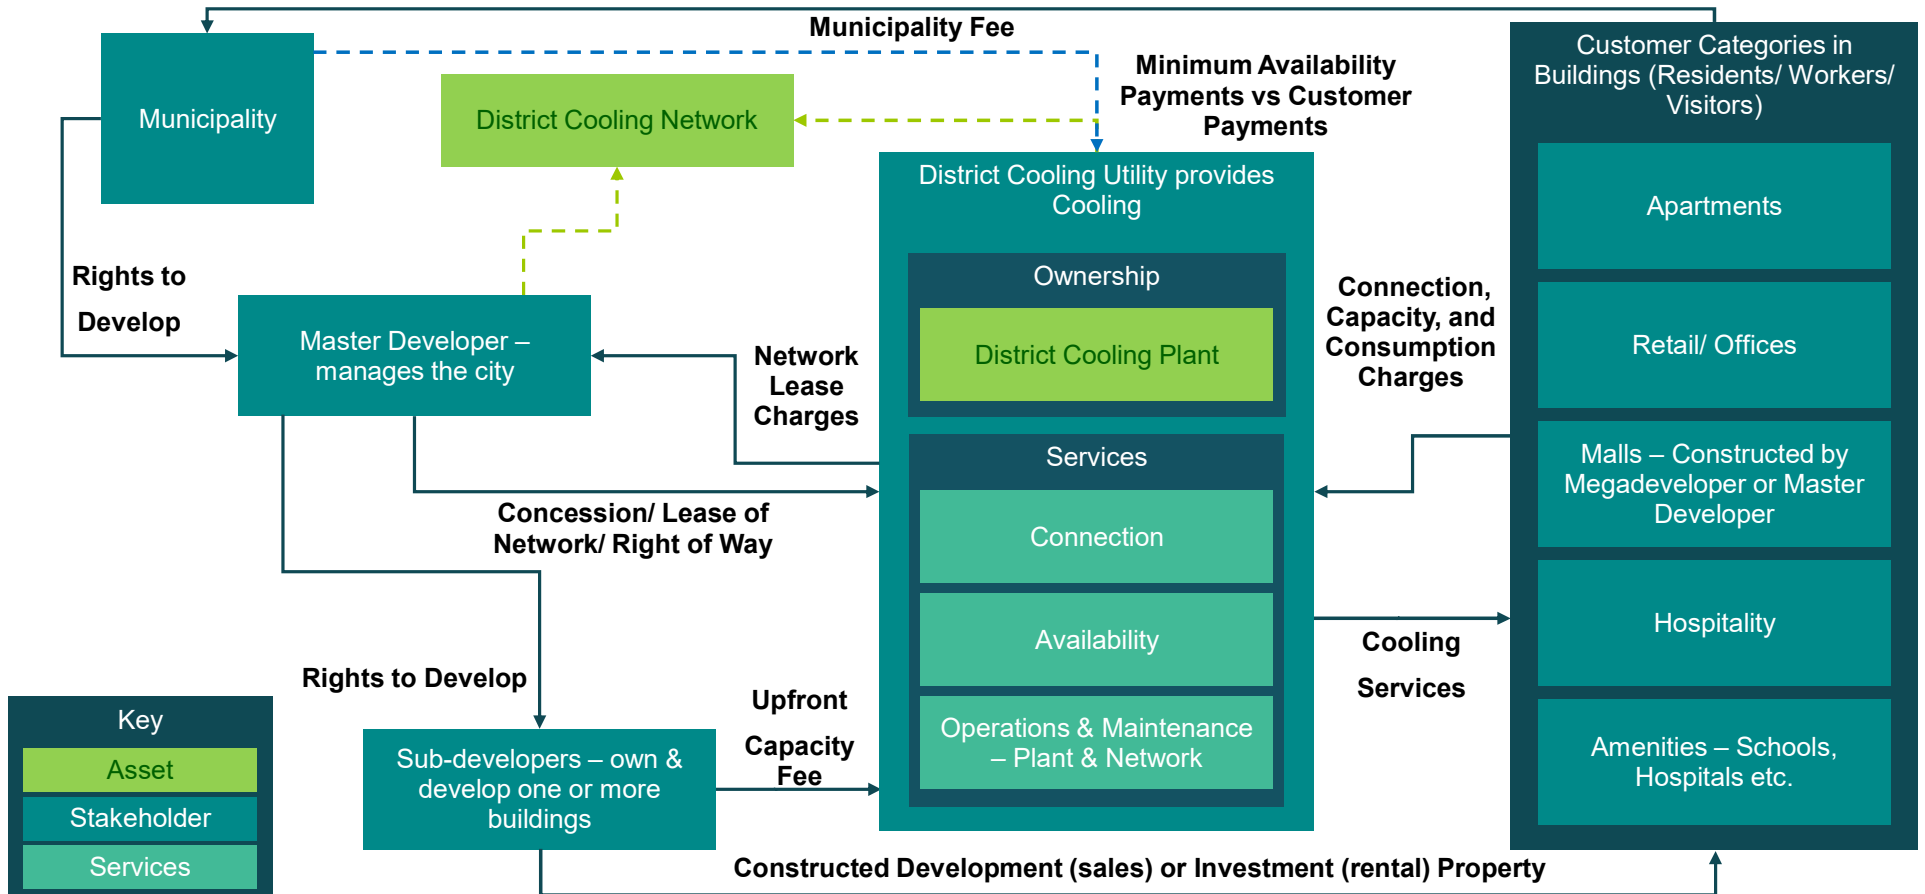 Municipality Fee
Municipality
District Cooling Network
Minimum Availability
Payments vs Customer
Payments
Customer Categories in
Buildings (Residents/ Workers/
Visitors)
Apartments
Retail/ Offices
Malls – Constructed by
Megadeveloper or Master
Developer
Hospitality
Amenities – Schools,
Hospitals etc.
District Cooling Utility provides
Cooling
Ownership
District Cooling Plant
Services
Connection
Availability
Operations & Maintenance
– Plant & Network
Connection,
Capacity, and
Consumption
Charges
Cooling
Services
Rights to
Develop
Master Developer –
manages the city
Network
Lease
Charges
Concession/ Lease of
Network/ Right of Way
Rights to Develop
Upfront
Capacity
Fee
Sub-developers – own &
develop one or more
buildings
Constructed Development (sales) or Investment (rental) Property
Key
Asset
Stakeholder
Services